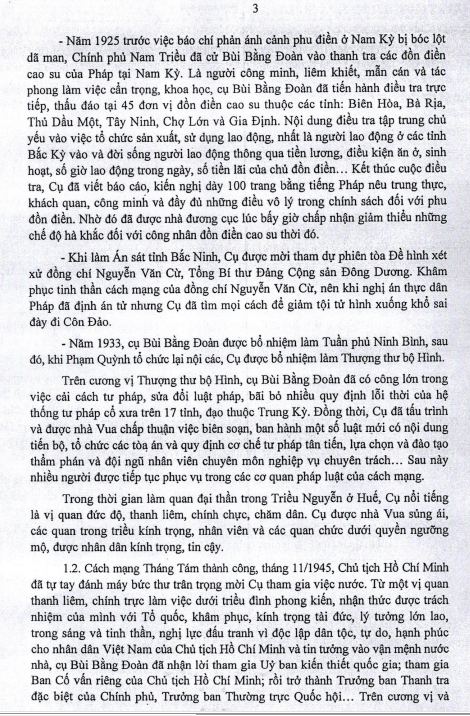 3
- Năm 1925 trước việc báo chí phản ánh cảnh phu điền ở Nam Kỳ bị bóc lột
dã man, Chính phủ Nam Triều đã cử Bùi Bằng Đoàn vào thanh tra các đồn điền
cao su của Pháp tại Nam Kỳ. Là người công minh, liêm khiết, mẫn cán và tác
phong làm việc cẩn trọng, khoa học, cụ Bùi Bằng Đoàn đã tiến hành điều tra trực
tiếp, thấu đáo tại 45 đơn vị đồn điền cao su thuộc các tỉnh: Biên Hòa, Bà Rịa,
Thủ Dầu Một, Tây Ninh, Chợ Lớn và Gia Định. Nội dung điều tra tập trung chủ
yếu vào việc tổ chức sản xuất, sử dụng lao động, nhất là người lao động ở các tỉnh
Bắc Kỳ vào và đời sống người lao động thông qua tiền lương, điều kiện ăn ở, sinh
hoạt, số giờ lao động trong ngày, số tiền lãi của chủ đồn điền... Kết thúc cuộc điều
tra, Cụ đã viết báo cáo, kiến nghị dày 100 trang bằng tiếng Pháp nêu trung thực,
khách quan, công minh và đầy đủ những điều vô lý trong chính sách đối với phu
đồn điền. Nhờ đó đã được nhà đương cục lúc bấy giờ chấp nhận giảm thiểu những
chế độ hà khắc đối với công nhân đồn điền cao su thời đó.
- Khi làm Án sát tỉnh Bắc Ninh, Cụ được mời tham dự phiên tòa Đề hình xét
xử đồng chí Nguyễn Văn Cừ, Tổng Bí thư Đảng Cộng sản Đông Dương. Khâm
phục tinh thần cách mạng của đồng chí Nguyễn Văn Cừ, nên khi nghị án thực dân
Pháp đã định án tử nhưng Cụ đã tìm mọi cách để giảm tội tử hình xuống khổ sai
đày đi Côn Đảo.
- Năm 1933, cụ Bùi Bằng Đoàn được bổ nhiệm làm Tuần phủ Ninh Bình, sau
đó, khi Phạm Quỳnh tổ chức lại nội các, Cụ được bổ nhiệm làm Thượng thư bộ Hình.
Trên cương vị Thượng thư bộ Hình, cụ Bùi Bằng Đoàn đã có công lớn trong
việc cải cách tư pháp, sửa đổi luật pháp, bãi bỏ nhiều quy định lỗi thời của hệ
thống tư pháp cổ xưa trên 17 tỉnh, đạo thuộc Trung Kỳ. Đồng thời, Cụ đã tấu trình
và được nhà Vua chấp thuận việc biên soạn, ban hành một số luật mới có nội dung
tiến bộ, tổ chức các tòa án và quy định cơ chế tư pháp tân tiến, lựa chọn và đào tạo
thẩm phán và đội ngũ nhân viên chuyên môn nghiệp vụ chuyên trách... Sau này
nhiều người được tiếp tục phục vụ trong các cơ quan pháp luật của cách mạng.
Trong thời gian làm quan đại thần trong Triều Nguyễn ở Huế, Cụ nổi tiếng
là vị quan đức độ, thanh liêm, chính chực, chăm dân. Cụ được nhà Vua sủng ái,
các quan trong triều kính trọng, nhân viên và các quan chức dưới quyền ngưỡng
mộ, được nhân dân kính trọng, tin cậy.
1.2. Cách mạng Tháng Tám thành công, tháng 11/1945, Chủ tịch Hồ Chí Minh
đã tự tay đánh máy bức thư trân trọng mời Cụ tham gia việc nước. Từ một vị quan
thanh liêm, chính trực làm việc dưới triều đình phong kiến, nhận thức được trách
nhiệm của mình với Tổ quốc, khâm phục, kính trọng tài đức, lý tưởng lớn lao,
trong sáng và tinh thần, nghị lực đấu tranh vì độc lập dân tộc, tự do, hạnh phúc
cho nhân dân Việt Nam của Chủ tịch Hồ Chí Minh và tin tưởng vào vận mệnh nước
nhà, cụ Bùi Bằng Đoàn đã nhận lời tham gia Uỷ ban kiến thiết quốc gia; tham gia
Ban Cố vấn riêng của Chủ tịch Hồ Chí Minh; rồi trở thành Trưởng ban Thanh tra
đặc biệt của Chính phủ, Trưởng ban Thường trực Quốc hội... Trên cương vị và